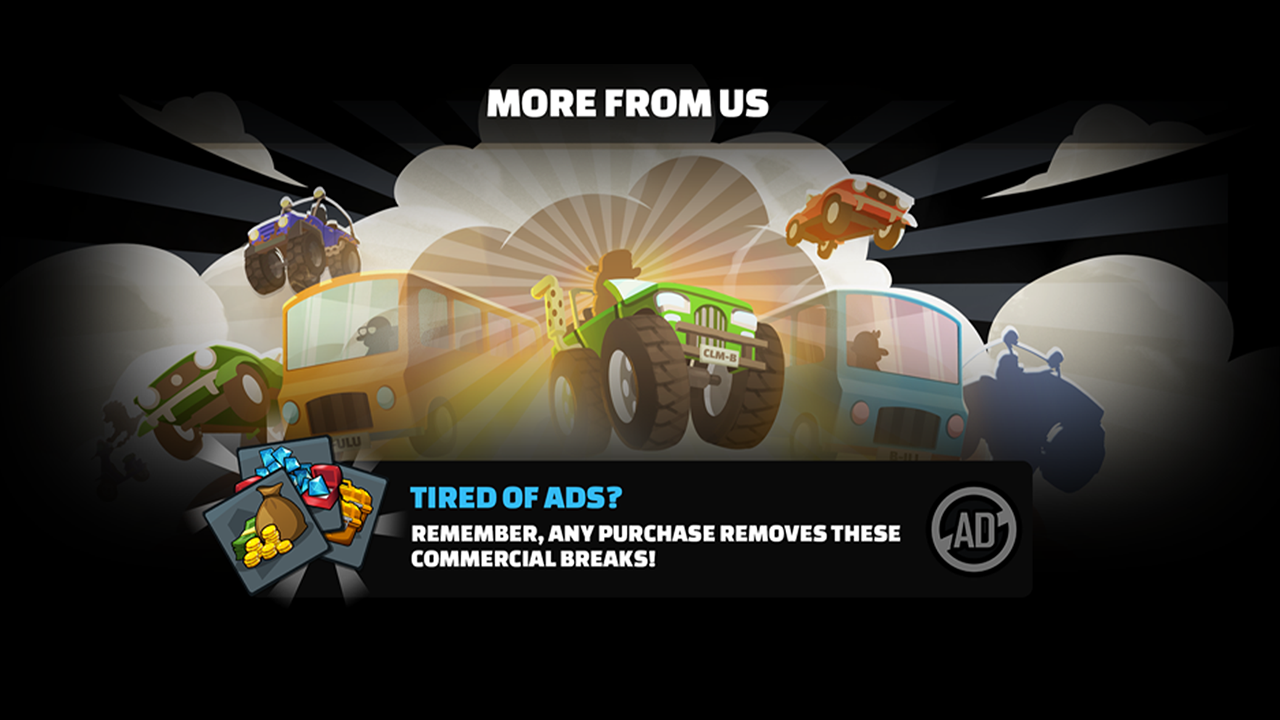 MORE FROM US
CLM-B
TIRED OF ADS?
REMEMBER, ANY PURCHASE REMOVES THESE
COMMERCIAL BREAKS!
AD